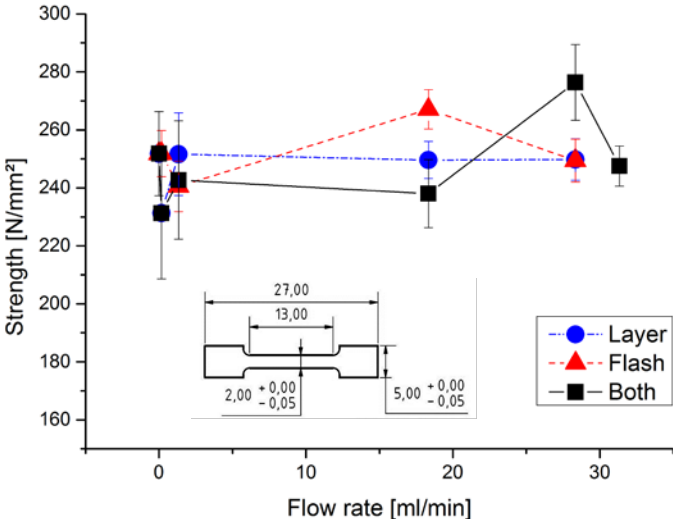 300
280
260
240
220
200
180
160
Strength [N/mm²]
27,00
13,00
2,00 + 0,00
- 0,05
5,00 + 0,00
- 0,05
Layer
Flash
Both
0 10 20 30
Flow rate [ml/min]